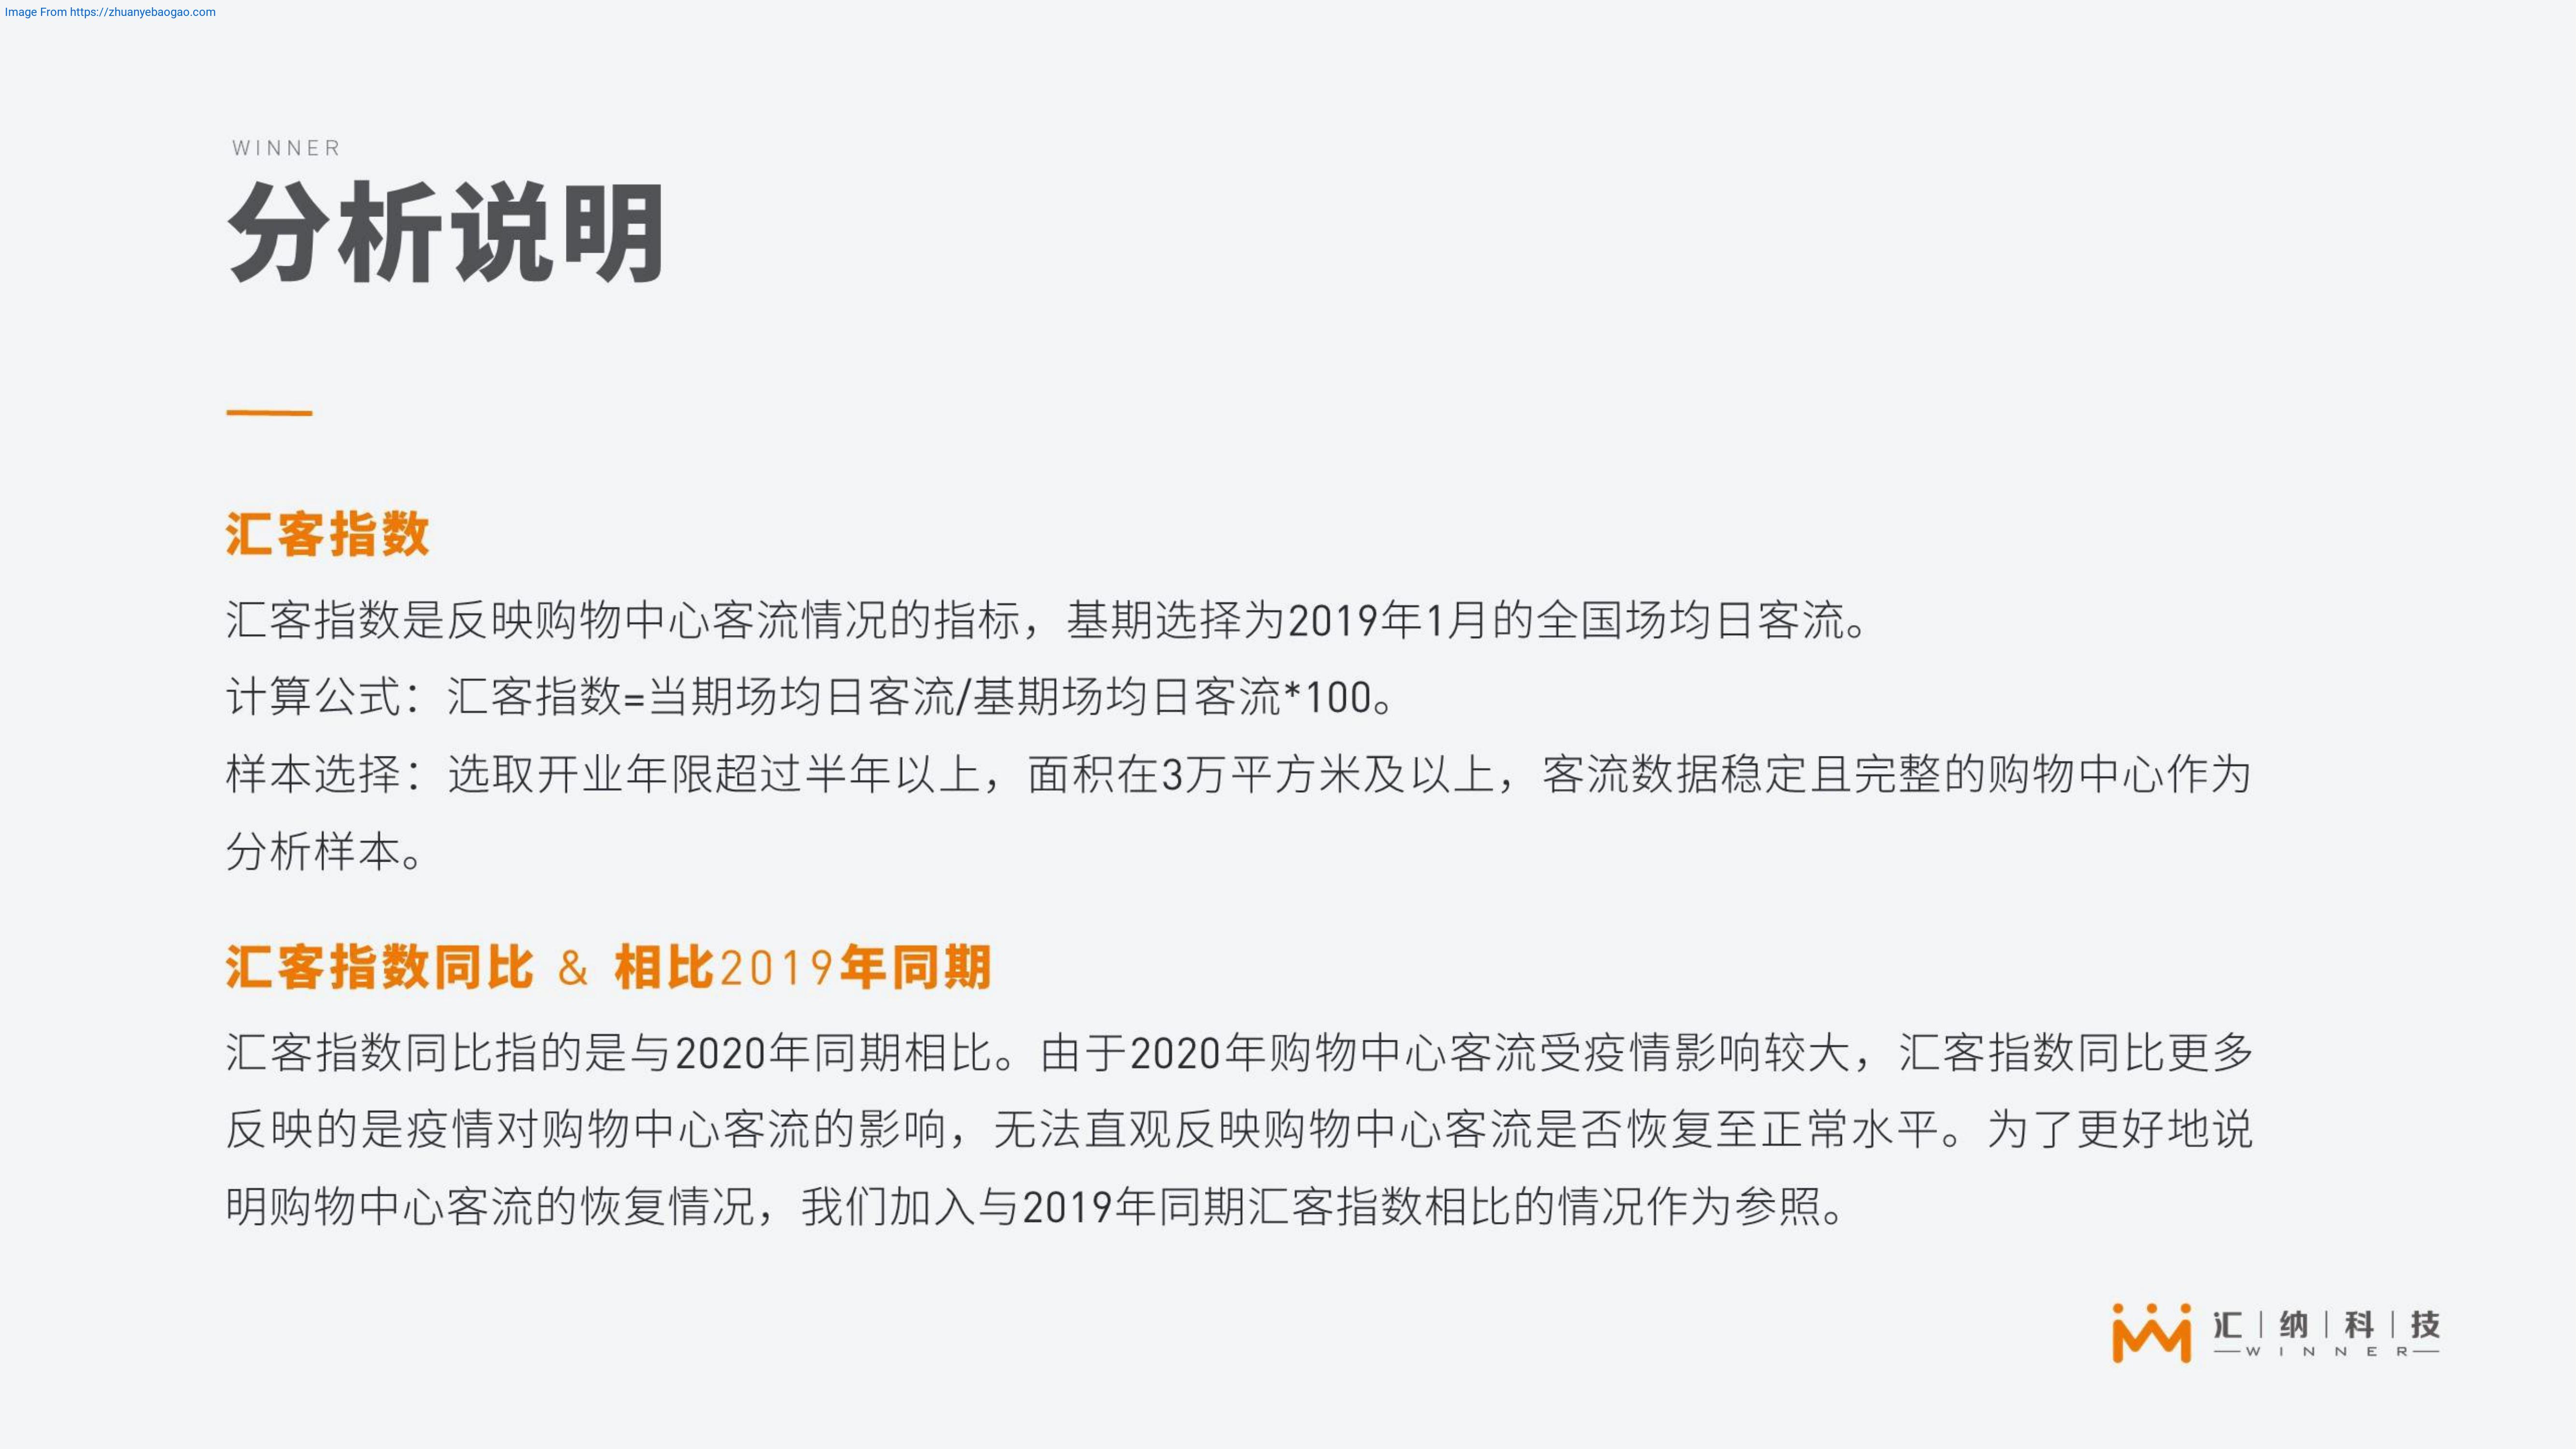 Image From https://zhuanyebaogao.com
WINNER
分析说明
汇客指数
汇客指数是反映购物中心客流情况的指标，基期选择为2019年1月的全国场均日客流。
计算公式：汇客指数=当期场均日客流/基期场均日客流*100。
样本选择：选取开业年限超过半年以上，面积在3万平方米及以上，客流数据稳定且完整的购物中心作为
分析样本。
汇客指数同比 & 相比2019年同期
汇客指数同比指的是与2020年同期相比。由于2020年购物中心客流受疫情影响较大，汇客指数同比更多
反映的是疫情对购物中心客流的影响，无法直观反映购物中心客流是否恢复至正常水平。为了更好地说
明购物中心客流的恢复情况，我们加入与2019年同期汇客指数相比的情况作为参照。
汇|纳|科|技
WINNER